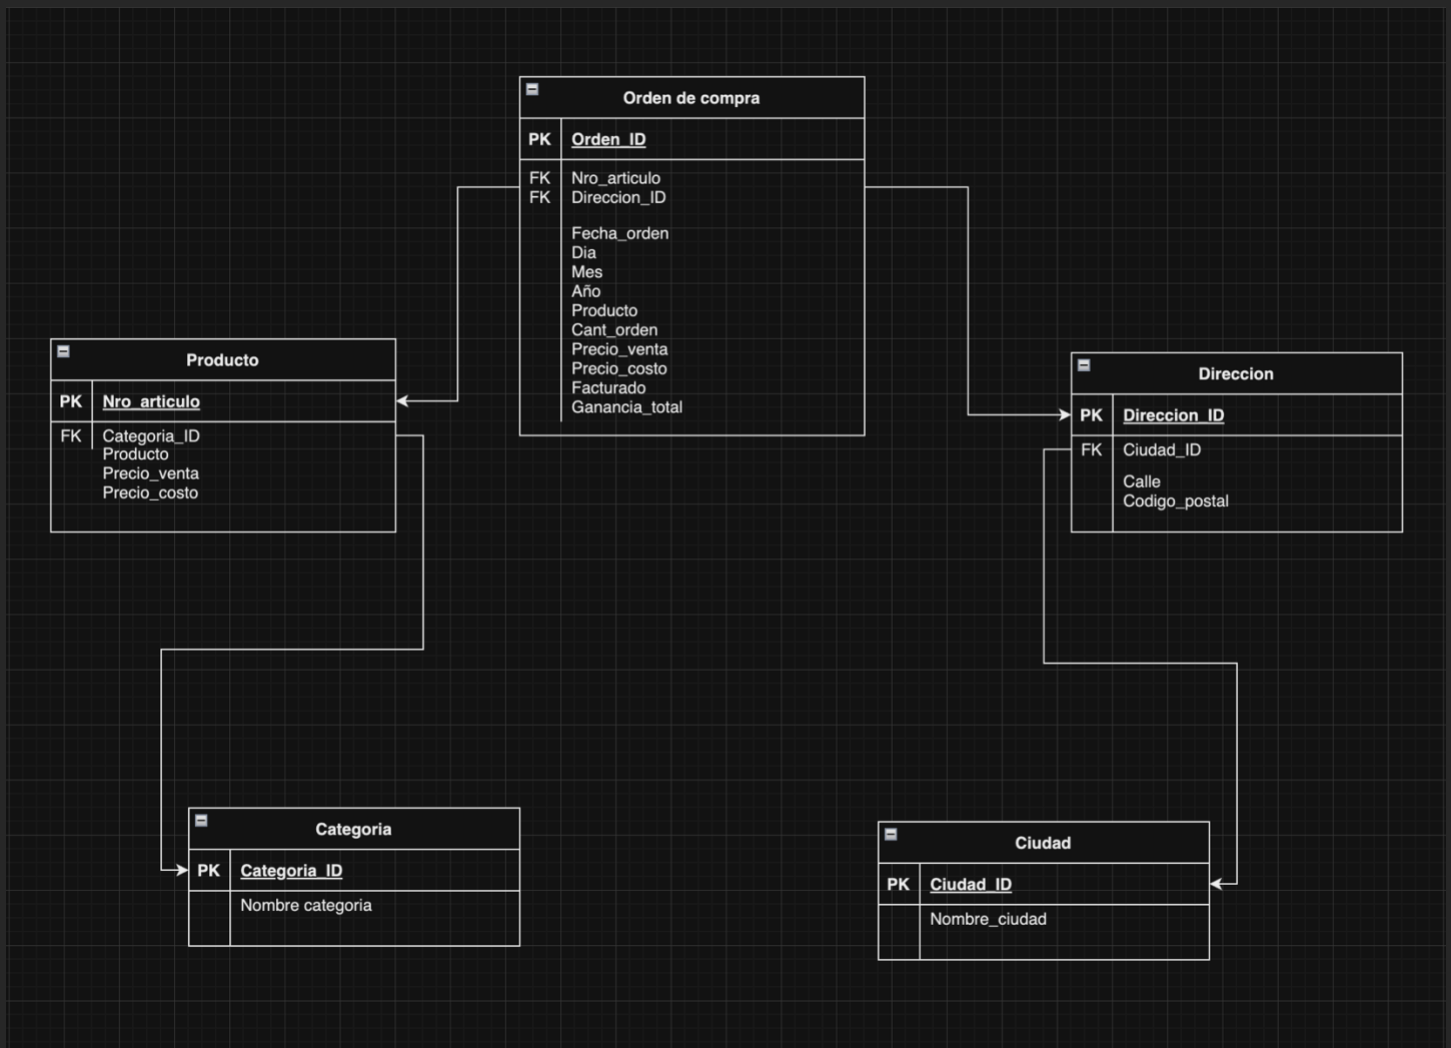 Orden de compra
PK Orden_ID
FK Nro_articulo
FK Direccion_ID
Fecha_orden
Dia
Mes
Año
Producto
Cant_orden
Precio_venta
Precio_costo
Facturado
Ganancia_total
Producto
PK Nro_articulo
FK Categoria_ID
Producto
Precio_venta
Precio_costo
Direccion
PK Direccion_ID
FK Ciudad_ID
Calle
Codigo_postal
Categoria
PK Categoria_ID
Nombre categoria
Ciudad
PK Ciudad_ID
Nombre_ciudad